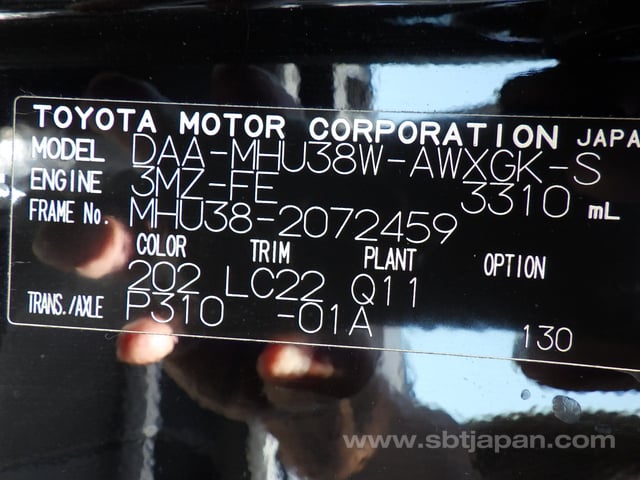 TOYOTA MOTOR CORPORATION JAPA
MODEL DAA-MHU38W-AWXGK-S
ENGINE 3MZ-FE 3310 mL
FRAME No. MHU38-2072459
COLOR TRIM PLANT OPTION
202 LC22 Q11
TRANS./AXLE P310 -01A 130
www.sbtjapan.com